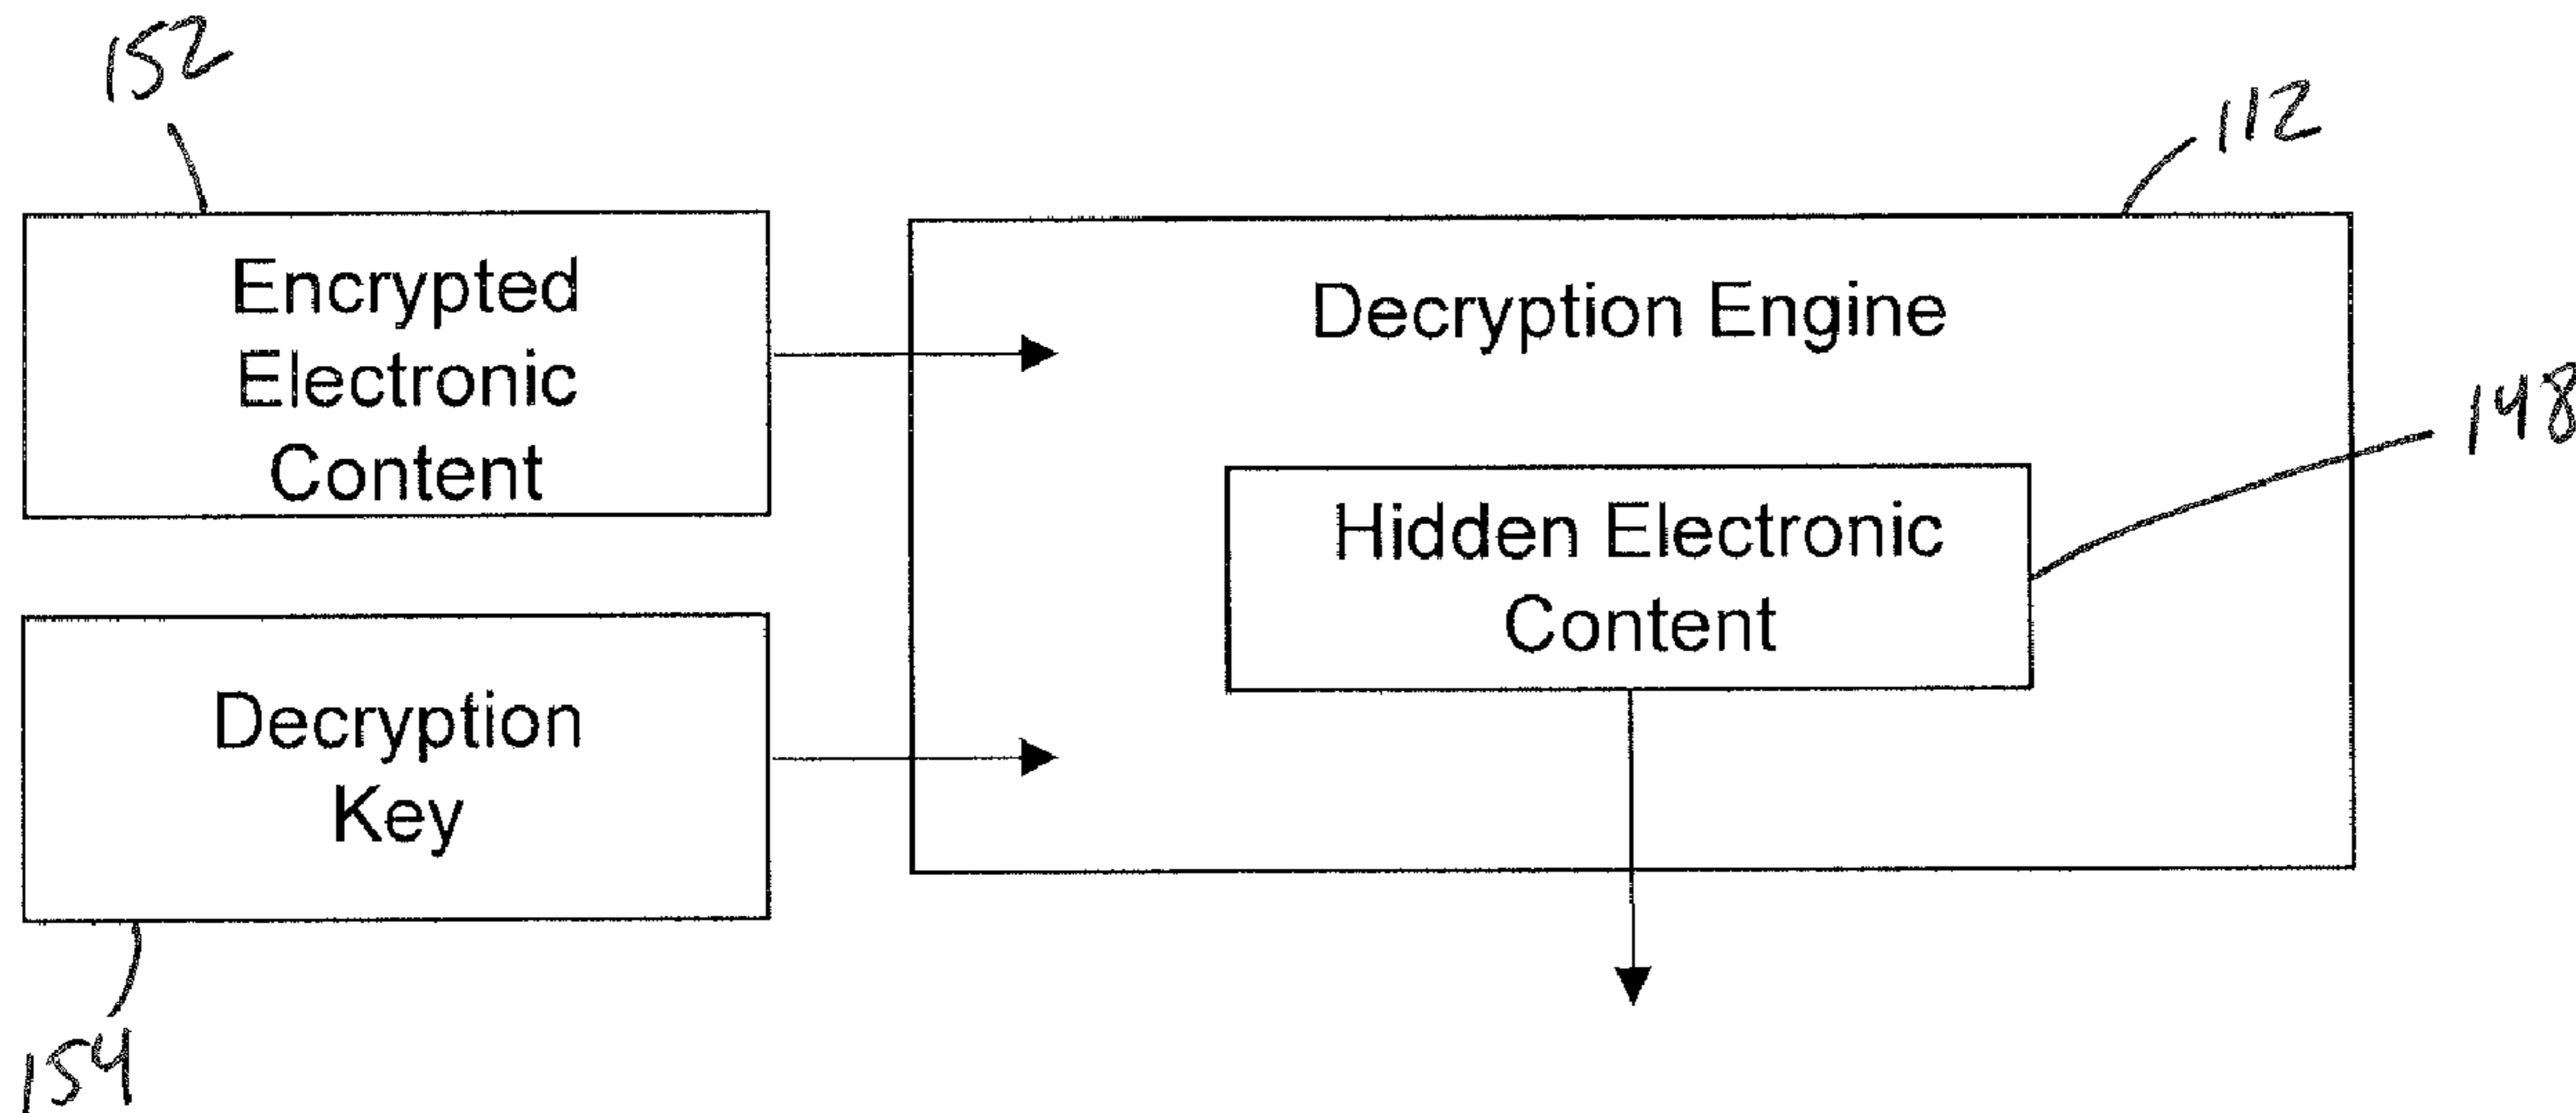 152
112
Encrypted
Electronic
Content
Decryption Engine
148
Hidden Electronic
Content
Decryption
Key
154